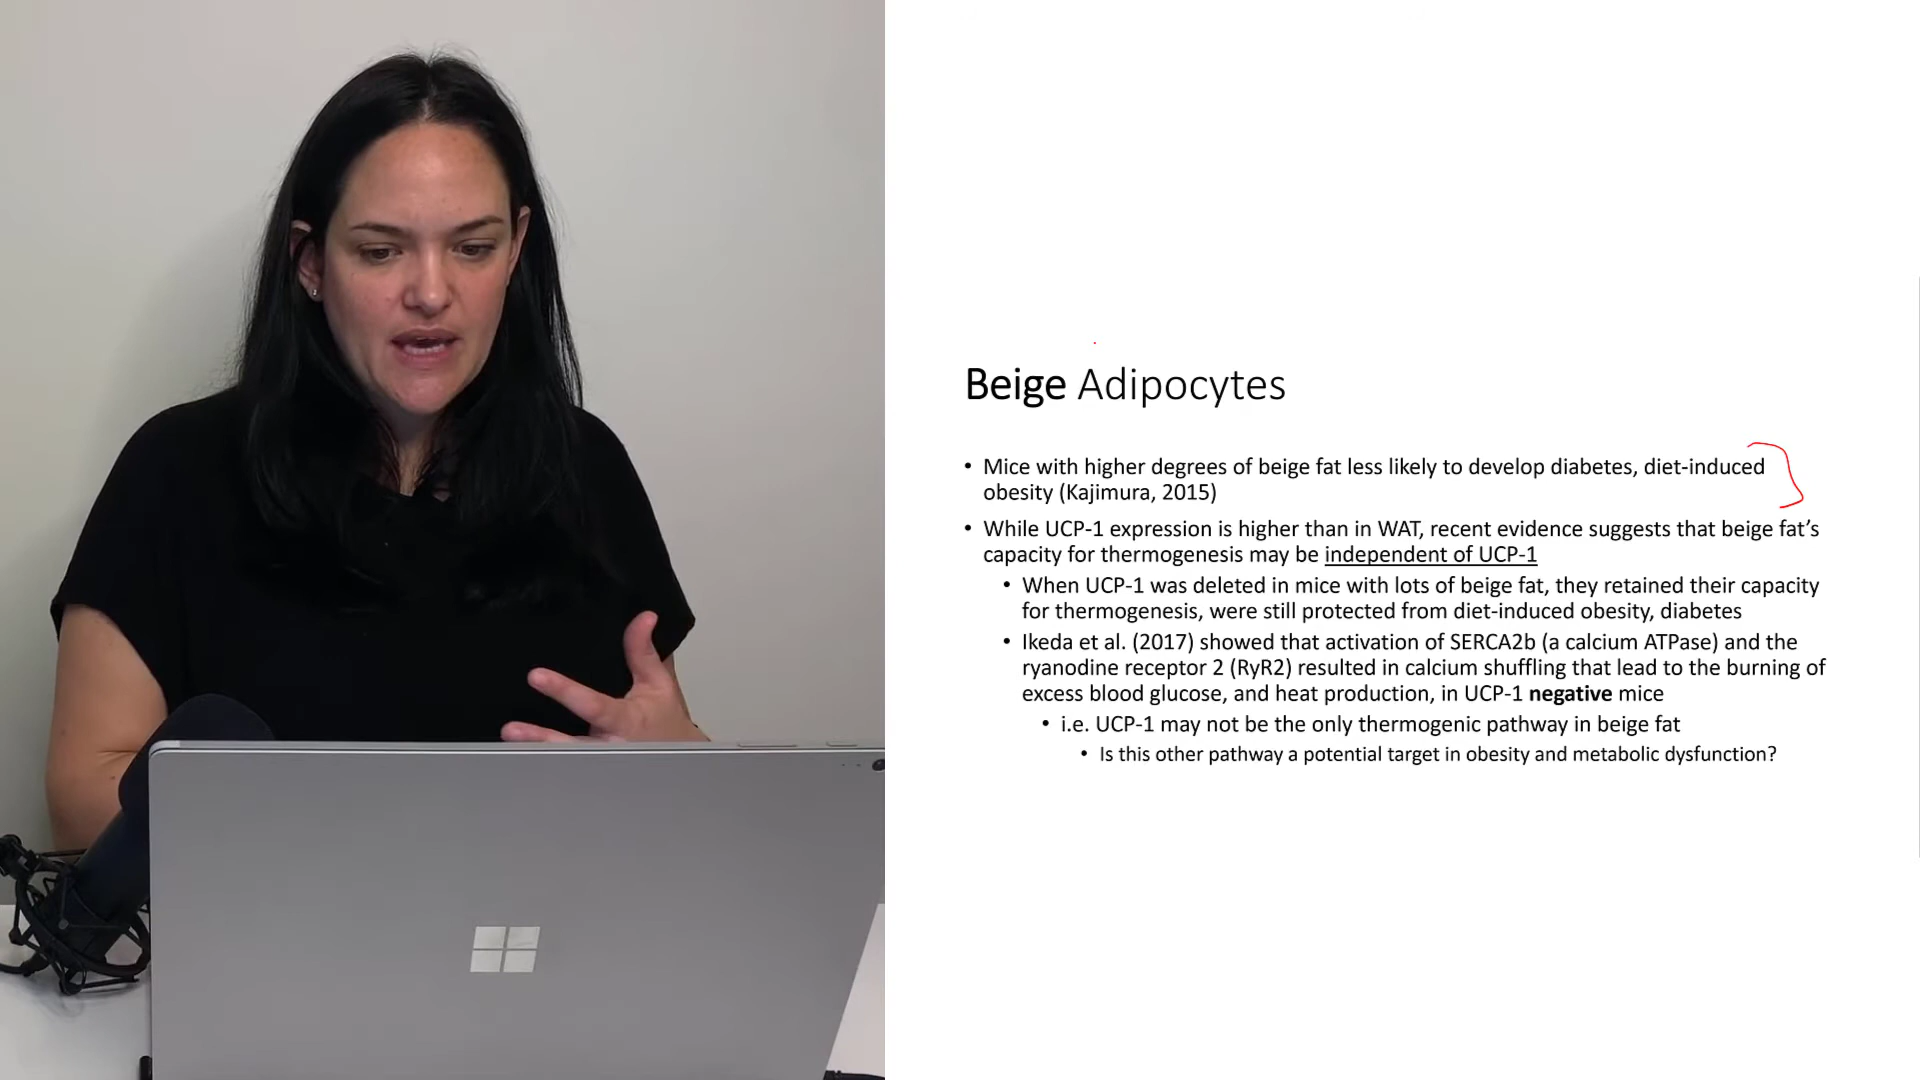 Beige Adipocytes
• Mice with higher degrees of beige fat less likely to develop diabetes, diet-induced
obesity (Kajimura, 2015)
• While UCP-1 expression is higher than in WAT, recent evidence suggests that beige fat’s
capacity for thermogenesis may be independent of UCP-1
• When UCP-1 was deleted in mice with lots of beige fat, they retained their capacity
for thermogenesis, were still protected from diet-induced obesity, diabetes
• Ikeda et al. (2017) showed that activation of SERCA2b (a calcium ATPase) and the
ryanodine receptor 2 (RyR2) resulted in calcium shuffling that lead to the burning of
excess blood glucose, and heat production, in UCP-1 negative mice
• i.e. UCP-1 may not be the only thermogenic pathway in beige fat
• Is this other pathway a potential target in obesity and metabolic dysfunction?